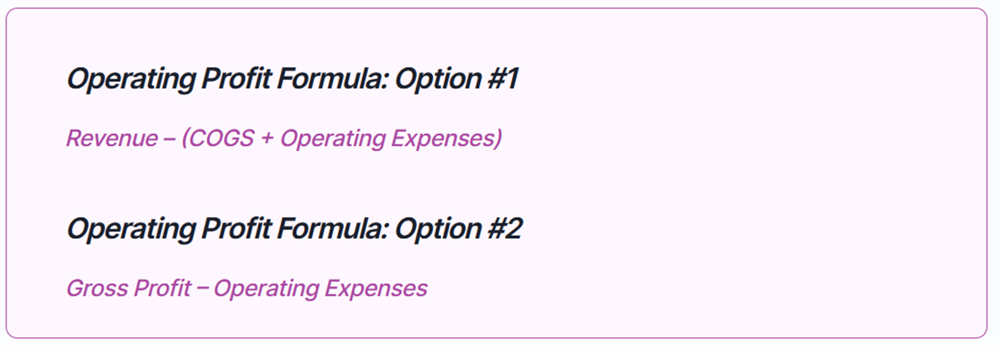 Operating Profit Formula: Option #1
Revenue – (COGS + Operating Expenses)
Operating Profit Formula: Option #2
Gross Profit – Operating Expenses